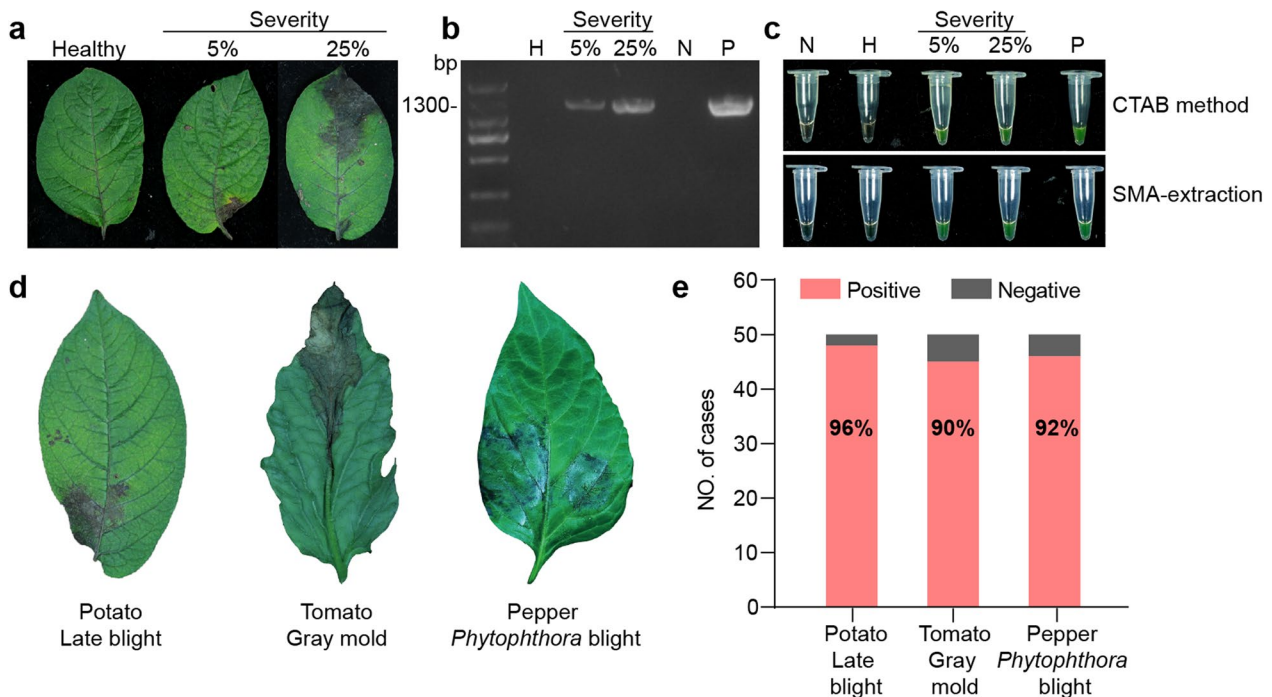 a
Severity
Healthy 5% 25%
b
Severity
H 5% 25% N P
bp
1300-
c
Severity
N H 5% 25% P
CTAB method
SMA-extraction
d
Potato
Late blight
Tomato
Gray mold
Pepper
Phytophthora blight
e
Positive Negative
NO. of cases
60
50
40
30
20
10
0
96% 90% 92%
Potato
Late
blight
Tomato
Gray
mold
Pepper
Phytophthora
blight